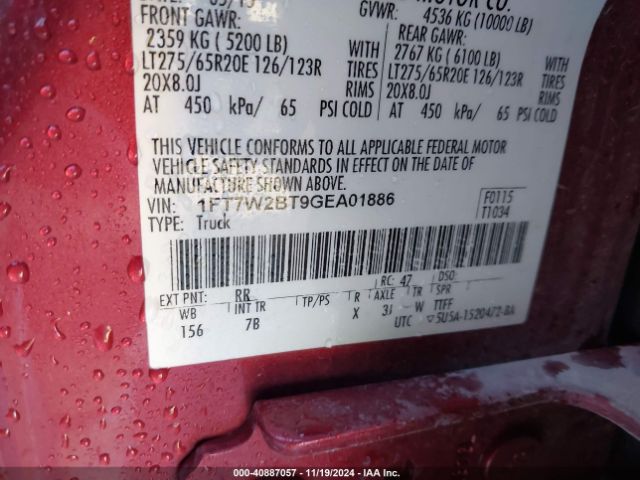 MOTOR CO.
FRONT GAWR: GVWR: 4536 KG (10000 LB)
2359 KG ( 5200 LB) REAR GAWR: 2767 KG ( 6100 LB)
LT275/65R20E 126/123R TIRES LT275/65R20E 126/123R TIRES
20X8.0J RIMS 20X8.0J RIMS
AT 450 kPa/ 65 PSI COLD AT 450 kPa/ 65 PSI COLD
THIS VEHICLE CONFORMS TO ALL APPLICABLE FEDERAL MOTOR
VEHICLE SAFETY STANDARDS IN EFFECT ON THE DATE OF
MANUFACTURE SHOWN ABOVE.
VIN: 1FT7W2BT9GEA01886 F0115
TYPE: Truck T1034
EXT PNT: RR RC: 47 DSO:
WB INT TR TP/PS R AXLE TR SPR
156 7B X 31 W TTFF
UTC ▽5U5A-1520472-BA
000-40887057 - 11/19/2024 - IAA Inc.